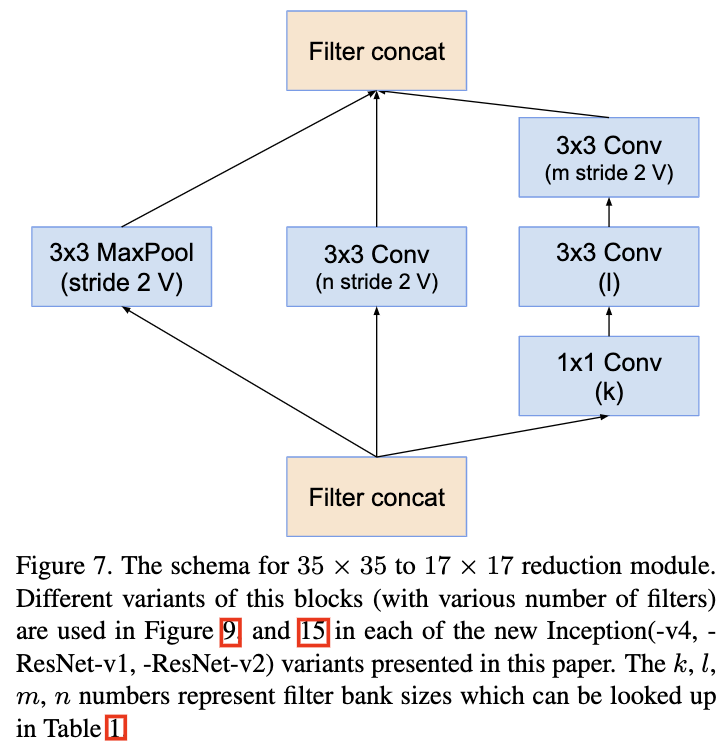 Filter concat
3x3 Conv
(m stride 2 V)
3x3 MaxPool
(stride 2 V)
3x3 Conv
(n stride 2 V)
3x3 Conv
(l)
1x1 Conv
(k)
Filter concat
Figure 7. The schema for 35 × 35 to 17 × 17 reduction module.
Different variants of this blocks (with various number of filters)
are used in Figure 9, and 15 in each of the new Inception(-v4, -
ResNet-v1, -ResNet-v2) variants presented in this paper. The k, l,
m, n numbers represent filter bank sizes which can be looked up
in Table 1.